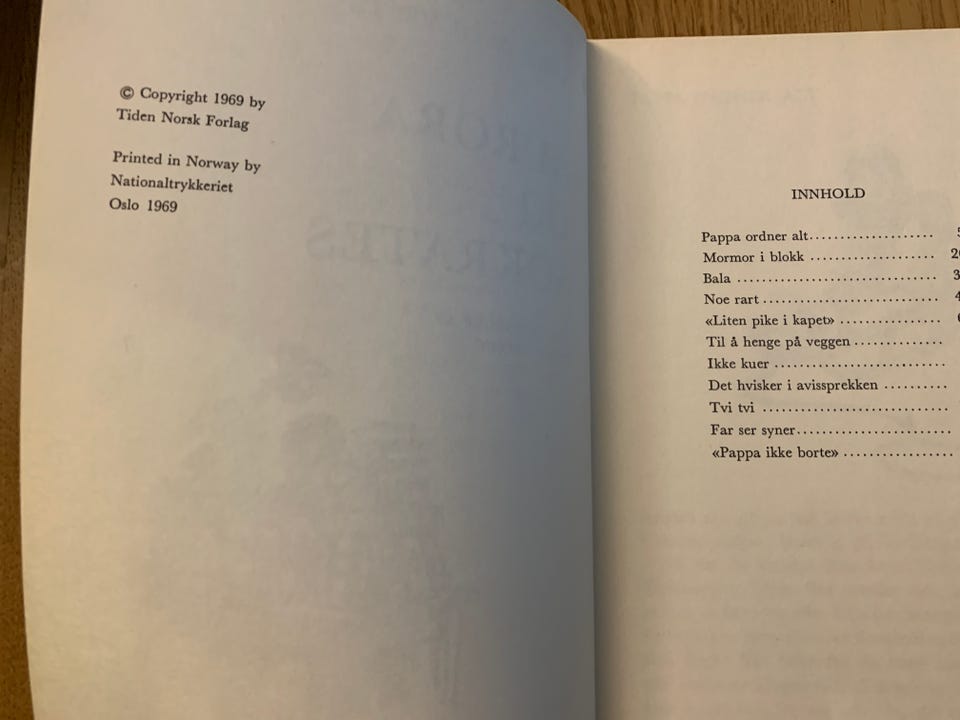 © Copyright 1969 by
Tiden Norsk Forlag
Printed in Norway by
Nationaltrykkeriet
Oslo 1969
INNHOLD
Pappa ordner alt....................
Mormor i blokk ....................
Bala ................................
Noe rart ............................
«Liten pike i kapet» ................
Til å henge på veggen ..............
Ikke kuer ...........................
Det hvisker i avissprekken ..........
Tvi tvi ..............................
Far ser syner.........................
«Pappa ikke borte» ..................